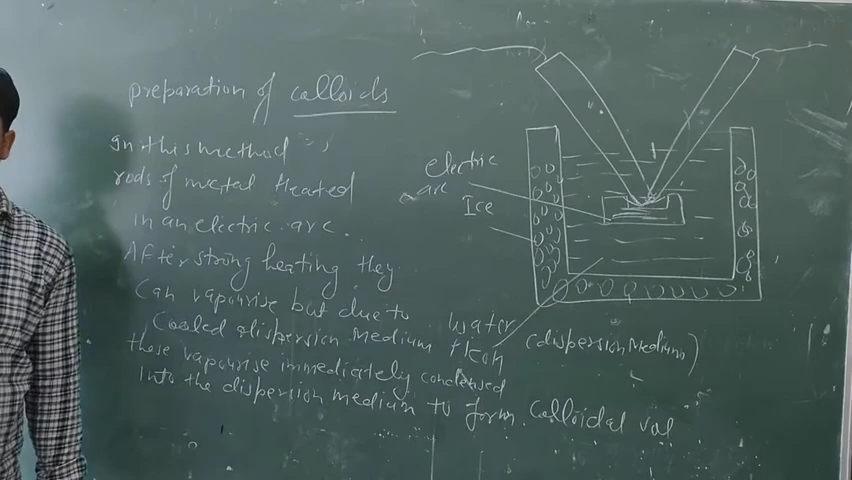 preparation of colloids
In this method
rods of metal Heated
in an electric arc.
After strong heating they
Can vapourise but due to
Cooled dispersion Medium
these vapourise immediately condensed
Into the dispersion medium to form. Colloidal
electric
arc
Ice
water
(dispersion Medium)